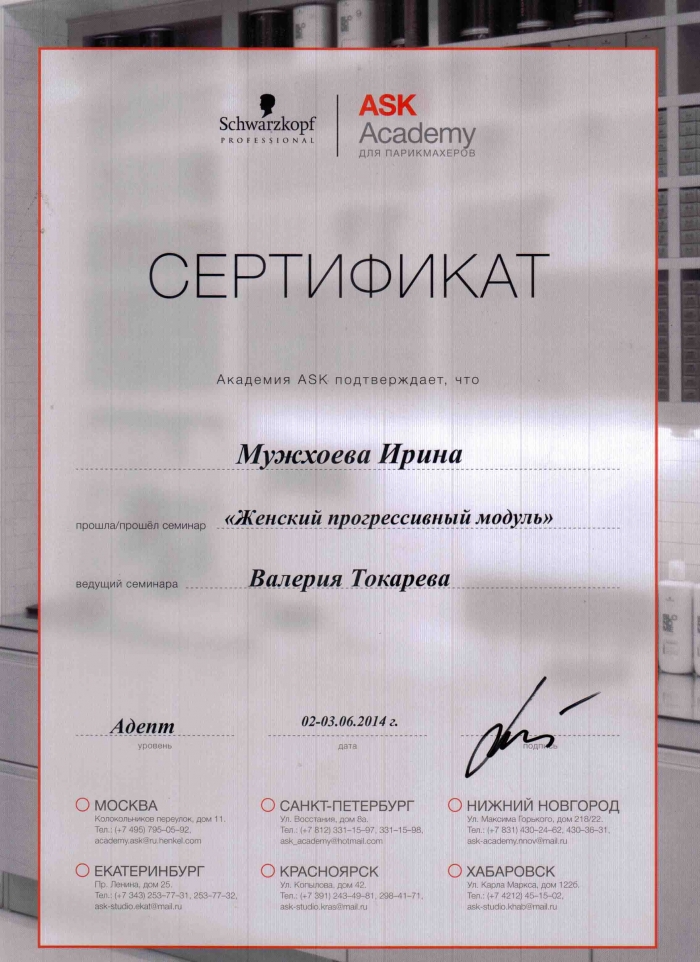 Schwarzkopf
PROFESSIONAL
ASK
Academy
ДЛЯ ПАРИКМАХЕРОВ
СЕРТИФИКАТ
Академия ASK подтверждает, что
Мужхоева Ирина
прошла/прошёл семинар «Женский прогрессивный модуль»
ведущий семинара Валерия Токарева
Адепт
уровень
02-03.06.2014 г.
дата
подпись
МОСКВА
Колокольников переулок, дом 11.
Тел.: (+7 495) 795–05–92,
academy.ask@ru.henkel.com
САНКТ-ПЕТЕРБУРГ
Ул. Восстания, дом 8а.
Тел.: (+7 812) 331–15–97, 331–15–98,
ask_academy@hotmail.com
НИЖНИЙ НОВГОРОД
Ул. Максима Горького, дом 218/22.
Тел.: (+7 831) 430–24–62, 430–36–31,
ask-academy.nnov@mail.ru
ЕКАТЕРИНБУРГ
Пр. Ленина, дом 25.
Тел.: (+7 343) 253–77–31, 253–77–32,
ask-studio.ekat@mail.ru
КРАСНОЯРСК
Ул. Копылова, дом 42.
Тел.: (+7 391) 243–49–81, 298–41–71,
ask-studio.kras@mail.ru
ХАБАРОВСК
Ул. Карла Маркса, дом 122б.
Тел.: (+7 4212) 45–15–02,
ask-studio.khab@mail.ru